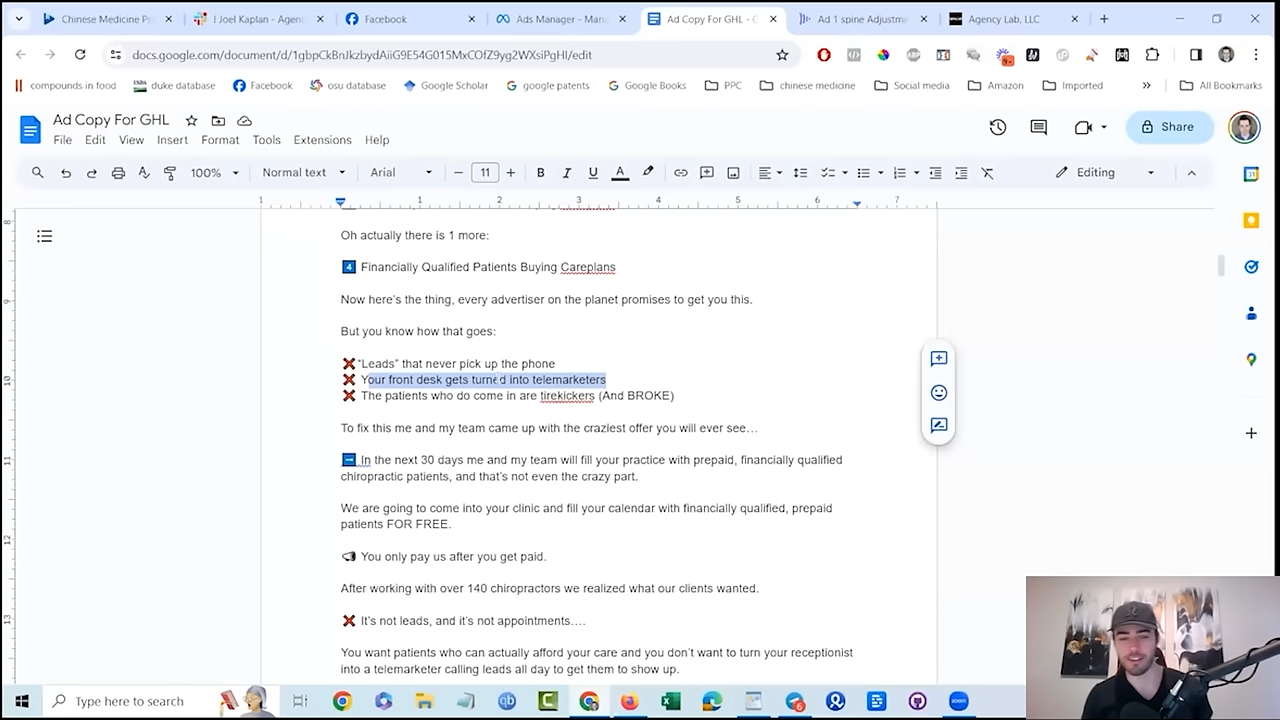 Chinese Medicine Ps
! Joel Kaplan - Agenc
Facebook
Ads Manager - Mana
Ad Copy For GHL - G
Ad 1 spine Adjustme
Agency Lab, LLC
compounds in food
duke database
Facebook
osu database
Google Scholar
google patents
Google Books
PPC
chinese medicine
Social media
Amazon
Imported
All Bookmarks
Ad Copy For GHL
File Edit View Insert Format Tools Extensions Help
Share
100% Normal text Arial 11 Editing
1 1 2 3 4 5 6 7
Oh actually there is 1 more:
4 Financially Qualified Patients Buying Careplans
Now here's the thing, every advertiser on the planet promises to get you this.
But you know how that goes:
❌ "Leads" that never pick up the phone
❌ Your front desk gets turned into telemarketers
❌ The patients who do come in are tirekickers (And BROKE)
To fix this me and my team came up with the craziest offer you will ever see…
In the next 30 days me and my team will fill your practice with prepaid, financially qualified
chiropractic patients, and that's not even the crazy part.
We are going to come into your clinic and fill your calendar with financially qualified, prepaid
patients FOR FREE.
You only pay us after you get paid.
After working with over 140 chiropractors we realized what our clients wanted.
❌ It's not leads, and it's not appointments….
You want patients who can actually afford your care and you don't want to turn your receptionist
into a telemarketer calling leads all day to get them to show up.
Type here to search